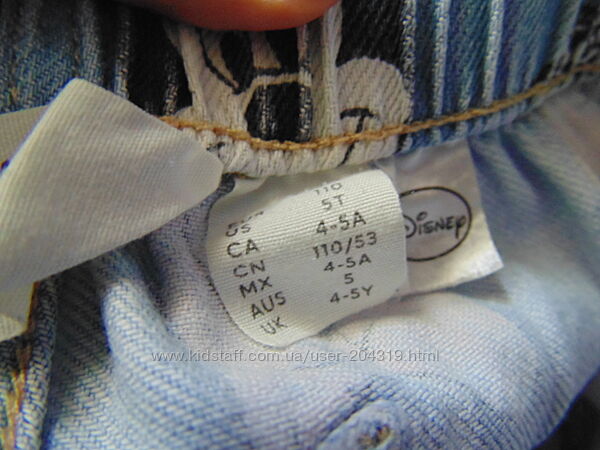 110
US 5T
CA 4-5A
CN 110/53
MX 4-5A
AUS 5
UK 4-5Y
Disney
www.kidstaff.com.ua/user-204319.html